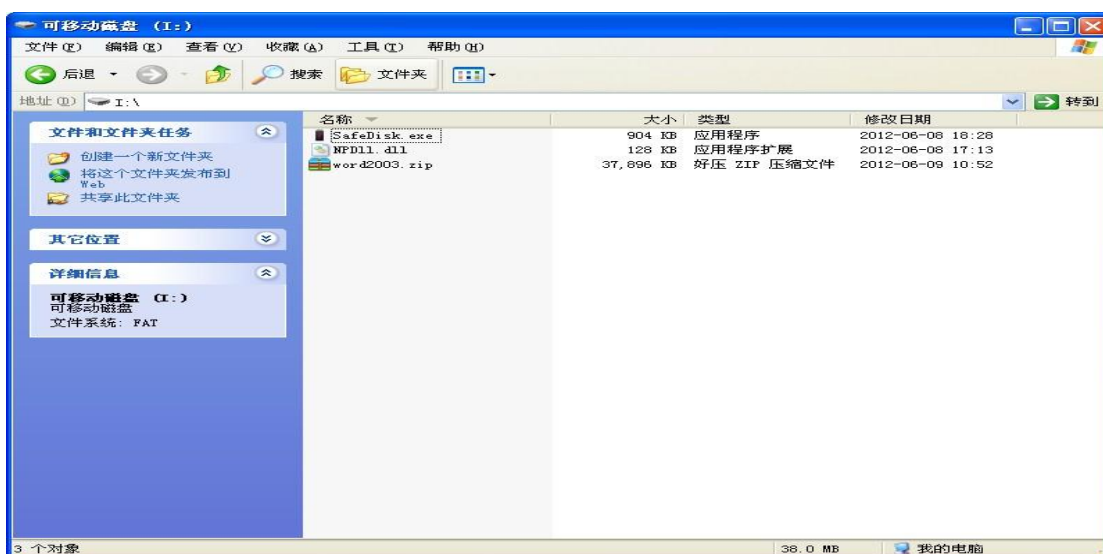 可移动磁盘 (I:)
文件(F) 编辑(E) 查看(V) 收藏(A) 工具(T) 帮助(H)
后退 搜索 文件夹
地址(D) I:\ 转到
文件和文件夹任务
创建一个新文件夹
将这个文件夹发布到
Web
共享此文件夹
其它位置
详细信息
可移动磁盘 (I:)
可移动磁盘
文件系统: FAT
名称 大小 类型 修改日期
SafeDisk.exe 904 KB 应用程序 2012-06-08 18:28
NPDll.dll 128 KB 应用程序扩展 2012-06-08 17:13
word2003.zip 37,896 KB 好压 ZIP 压缩文件 2012-06-09 10:52
3 个对象 38.0 MB 我的电脑